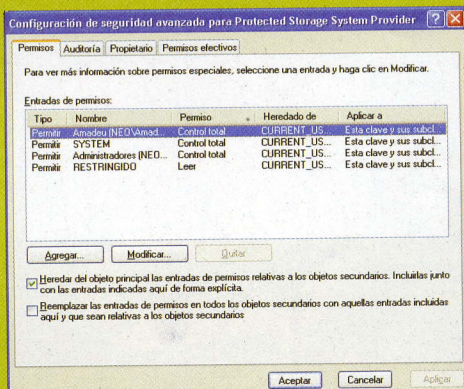 Configuración de seguridad avanzada para Protected Storage System Provider
Permisos Auditoría Propietario Permisos efectivos
Para ver más información sobre permisos especiales, seleccione una entrada y haga clic en Modificar.
Entradas de permisos:
Tipo Nombre Permiso Heredado de Aplicar a
Permitir Amadeu (NEO\Amad... Control total CURRENT_US... Esta clave y sus subcl...
Permitir SYSTEM Control total CURRENT_US... Esta clave y sus subcl...
Permitir Administradores (NEO... Control total CURRENT_US... Esta clave y sus subcl...
Permitir RESTRINGIDO Leer CURRENT_US... Esta clave y sus subcl...
Agregar... Modificar... Quitar
Heredar del objeto principal las entradas de permisos relativas a los objetos secundarios. Incluirlas junto
con las entradas indicadas aquí de forma explícita.
Reemplazar las entradas de permisos en todos los objetos secundarios con aquellas entradas incluidas
aquí y que sean relativas a los objetos secundarios
Aceptar Cancelar Aplicar